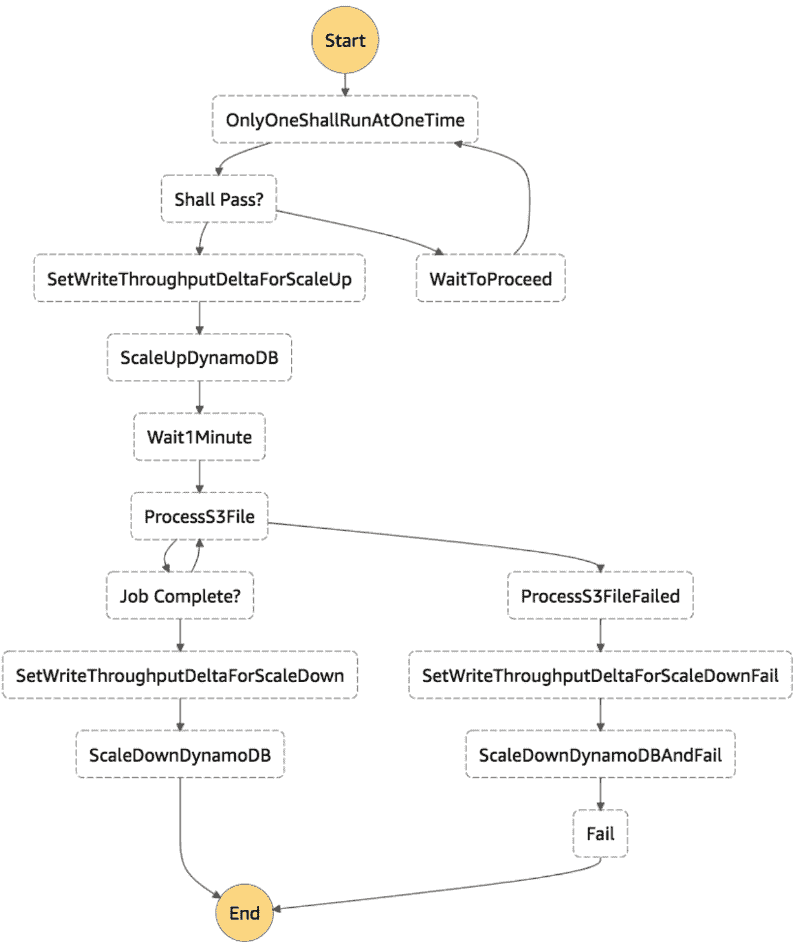 Start
OnlyOneShallRunAtOneTime
Shall Pass?
SetWriteThroughputDeltaForScaleUp
WaitToProceed
ScaleUpDynamoDB
Wait1Minute
ProcessS3File
Job Complete?
ProcessS3FileFailed
SetWriteThroughputDeltaForScaleDown
SetWriteThroughputDeltaForScaleDownFail
ScaleDownDynamoDB
ScaleDownDynamoDBAndFail
Fail
End